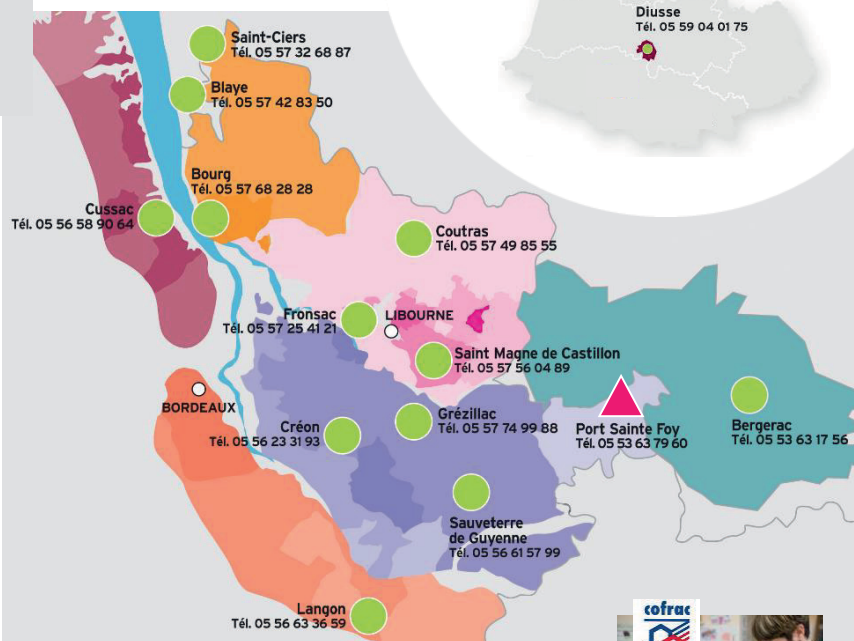 Diusse
Tél. 05 59 04 01 75
Saint-Ciers
Tél. 05 57 32 68 87
Blaye
Tél. 05 57 42 83 50
Bourg
Tél. 05 57 68 28 28
Cussac
Tél. 05 56 58 90 64
Coutras
Tél. 05 57 49 85 55
Fronsac
Tél. 05 57 25 41 21
LIBOURNE
Saint Magne de Castillon
Tél. 05 57 56 04 89
BORDEAUX
Créon
Tél. 05 56 23 31 93
Grézillac
Tél. 05 57 74 99 88
Port Sainte Foy
Tél. 05 53 63 79 60
Bergerac
Tél. 05 53 63 17 56
Sauveterre
de Guyenne
Tél. 05 56 61 57 99
Langon
Tél. 05 56 63 36 59
cofrac